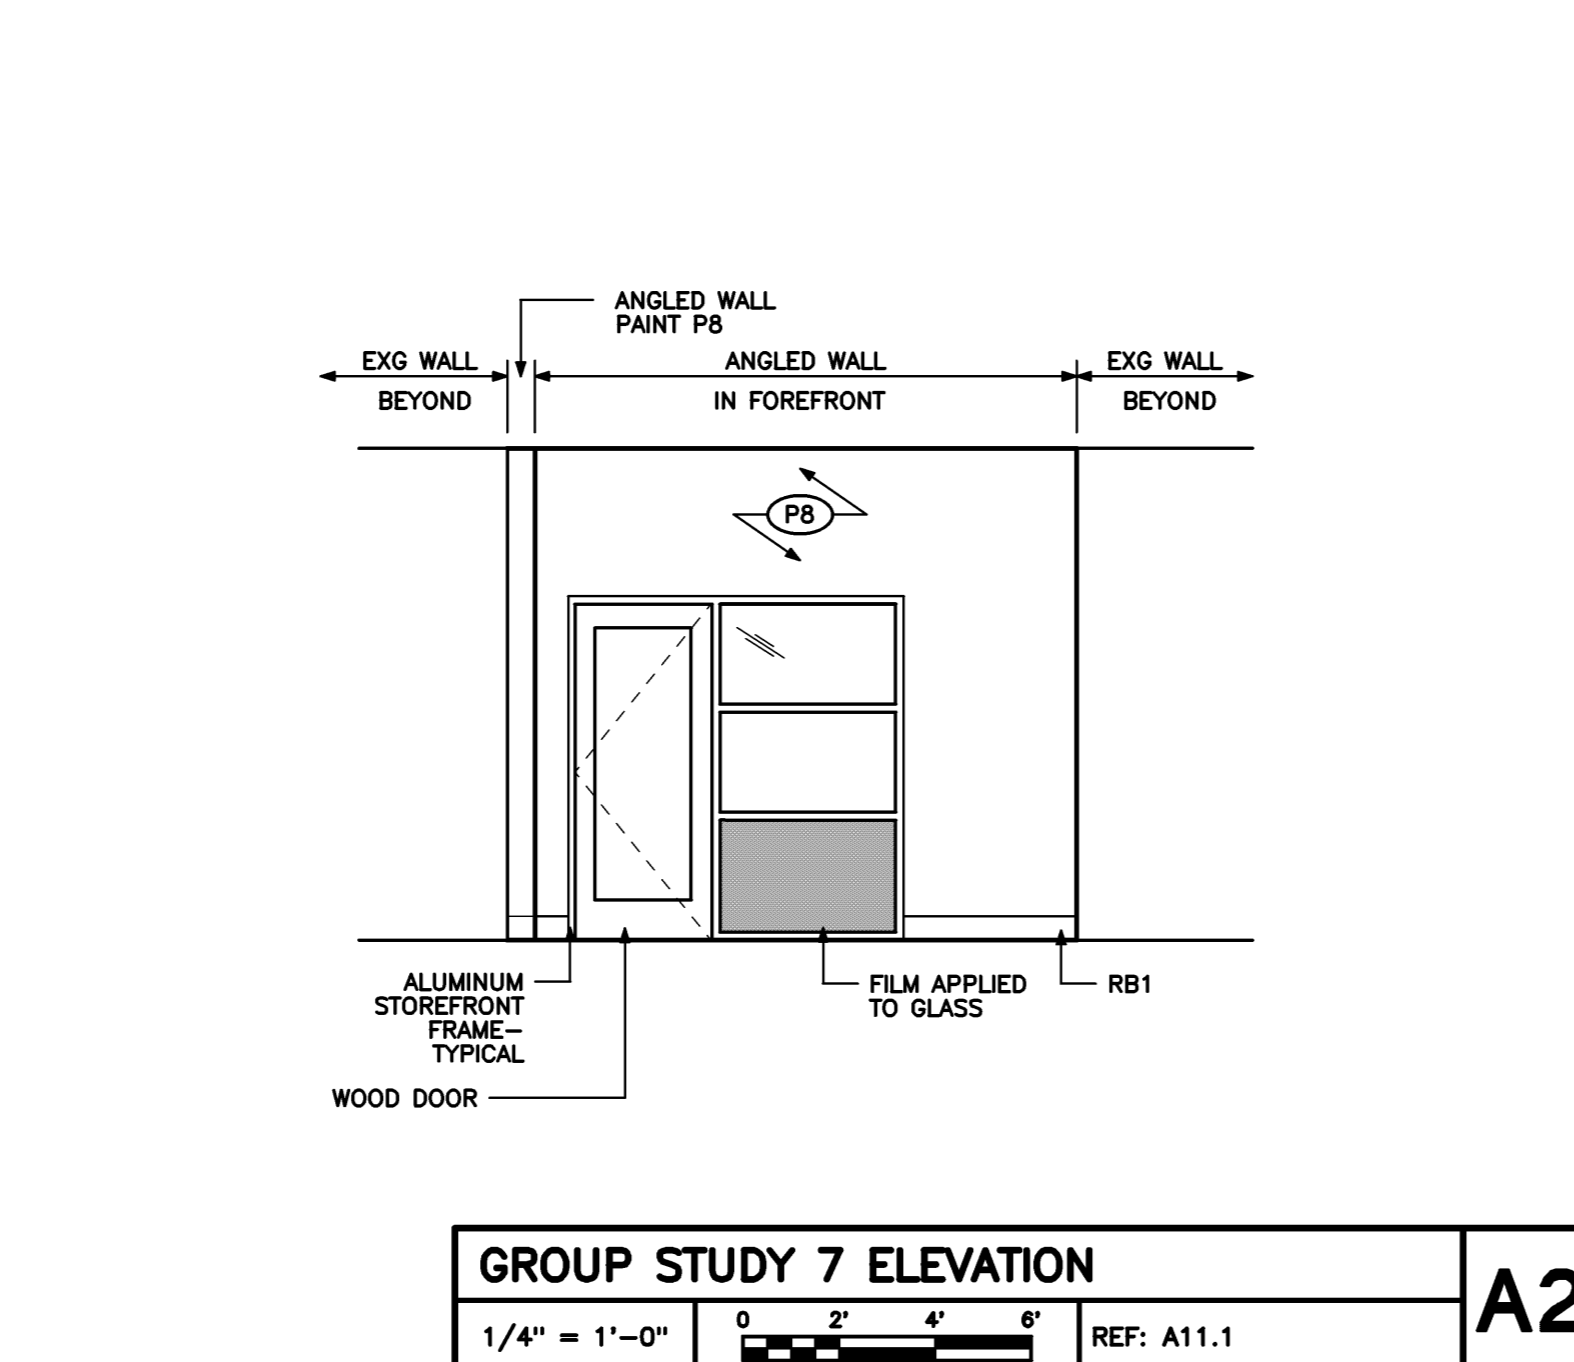 ANGLED WALL
PAINT P8
EXG WALL
BEYOND
ANGLED WALL
IN FOREFRONT
EXG WALL
BEYOND
P8
ALUMINUM
STOREFRONT
FRAME-
TYPICAL
WOOD DOOR
FILM APPLIED
TO GLASS
RB1
GROUP STUDY 7 ELEVATION
1/4" = 1'-0"
0 2' 4' 6'
REF: A11.1
A2